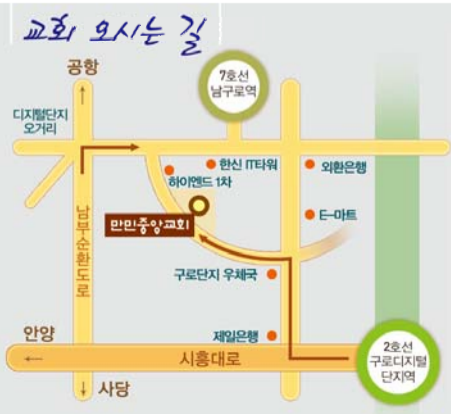 교회 오시는 길
공항
7호선
남구로역
디지털단지
오거리
한신 IT타워
외환은행
하이엔드 1차
만민중앙교회
E-마트
남부순환도로
구로단지 우체국
제일은행
안양
시흥대로
2호선
구로디지털
단지역
사당